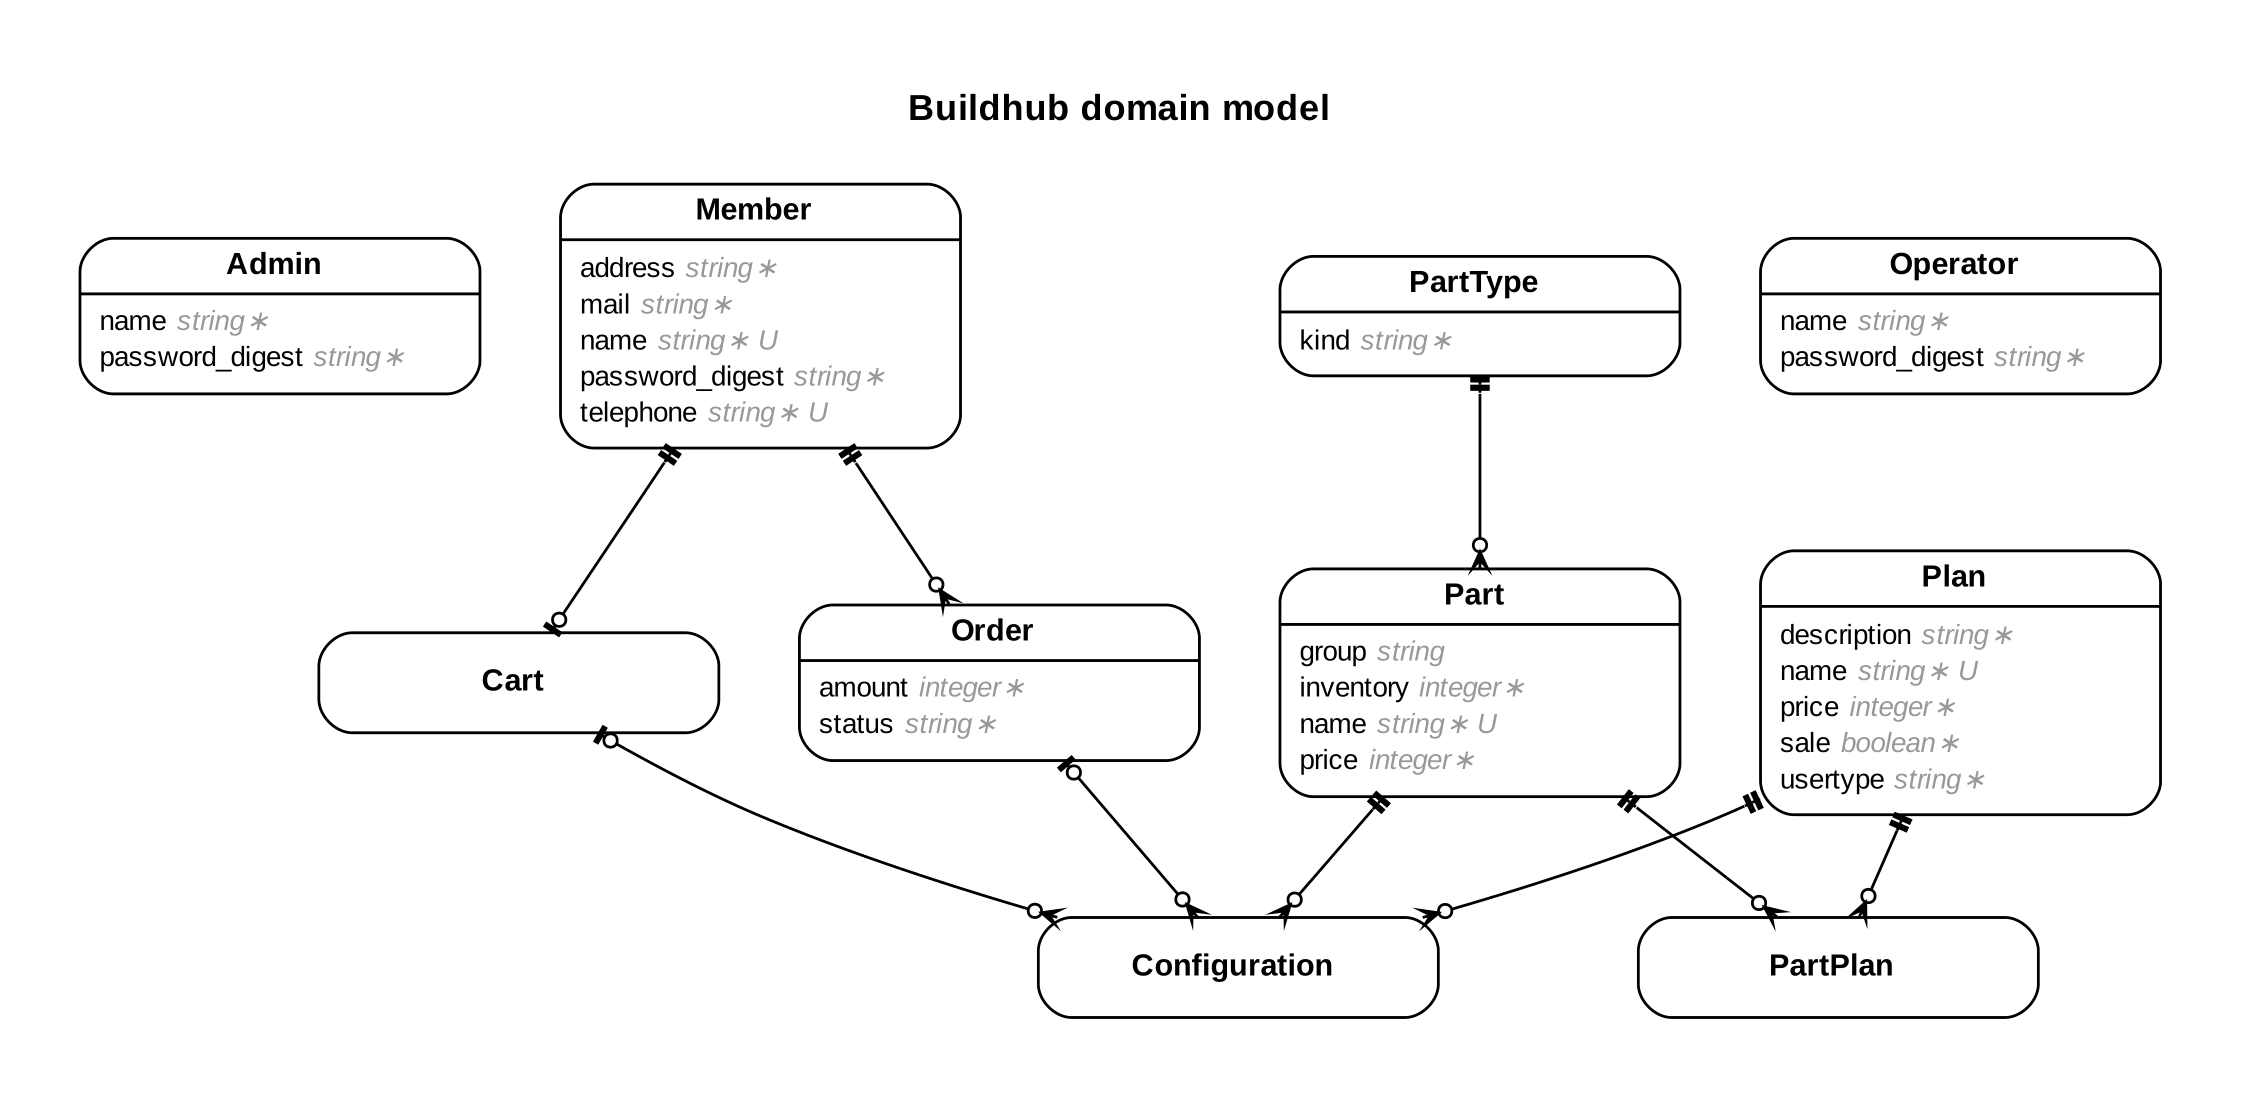 Buildhub domain model
Admin
name string∗
password_digest string∗
Member
address string∗
mail string∗
name string∗ U
password_digest string∗
telephone string∗ U
PartType
kind string∗
Operator
name string∗
password_digest string∗
Cart
Order
amount integer∗
status string∗
Part
group string
inventory integer∗
name string∗ U
price integer∗
Plan
description string∗
name string∗ U
price integer∗
sale boolean∗
usertype string∗
Configuration
PartPlan